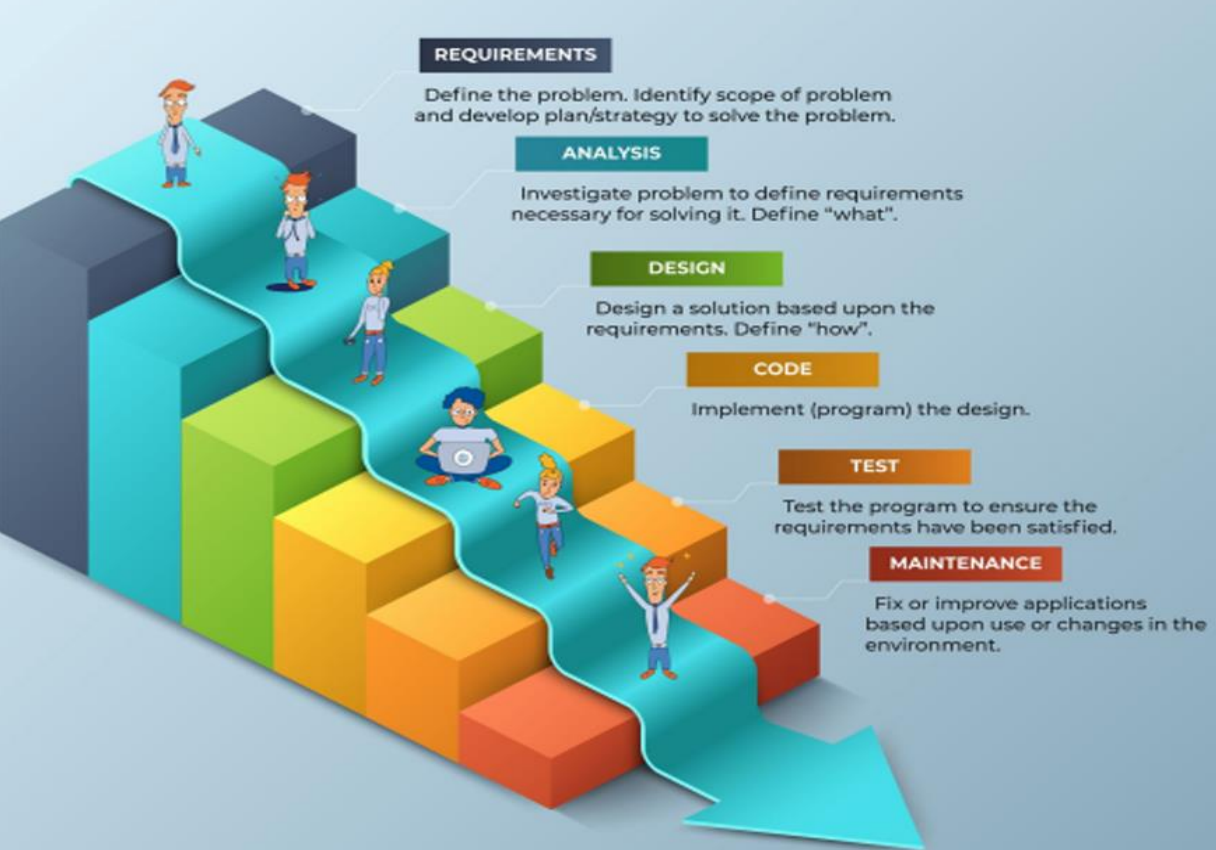 REQUIREMENTS
Define the problem. Identify scope of problem
and develop plan/strategy to solve the problem.
ANALYSIS
Investigate problem to define requirements
necessary for solving it. Define “what”.
DESIGN
Design a solution based upon the
requirements. Define “how”.
CODE
Implement (program) the design.
TEST
Test the program to ensure the
requirements have been satisfied.
MAINTENANCE
Fix or improve applications
based upon use or changes in the
environment.